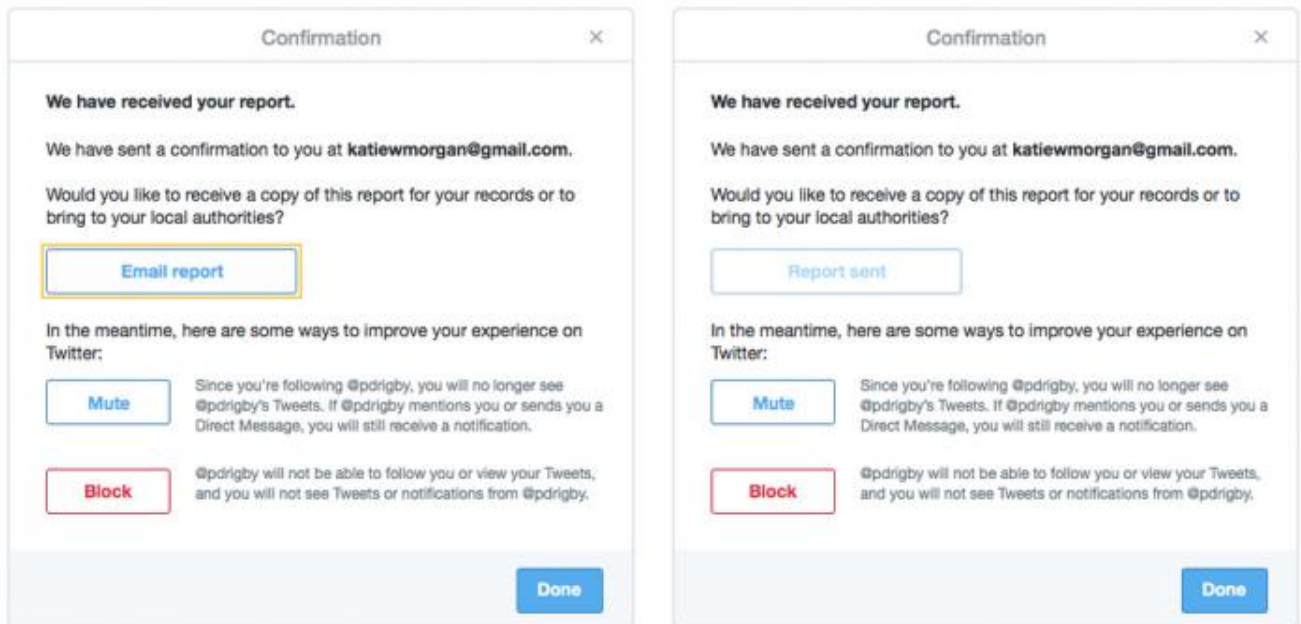 Confirmation ×
We have received your report.
We have sent a confirmation to you at katiewmorgan@gmail.com.
Would you like to receive a copy of this report for your records or to
bring to your local authorities?
Email report
In the meantime, here are some ways to improve your experience on
Twitter:
Mute
Since you're following @pdrigby, you will no longer see
@pdrigby's Tweets. If @pdrigby mentions you or sends you a
Direct Message, you will still receive a notification.
Block
@pdrigby will not be able to follow you or view your Tweets,
and you will not see Tweets or notifications from @pdrigby.
Done
Confirmation ×
We have received your report.
We have sent a confirmation to you at katiewmorgan@gmail.com.
Would you like to receive a copy of this report for your records or to
bring to your local authorities?
Report sent
In the meantime, here are some ways to improve your experience on
Twitter:
Mute
Since you're following @pdrigby, you will no longer see
@pdrigby's Tweets. If @pdrigby mentions you or sends you a
Direct Message, you will still receive a notification.
Block
@pdrigby will not be able to follow you or view your Tweets,
and you will not see Tweets or notifications from @pdrigby.
Done